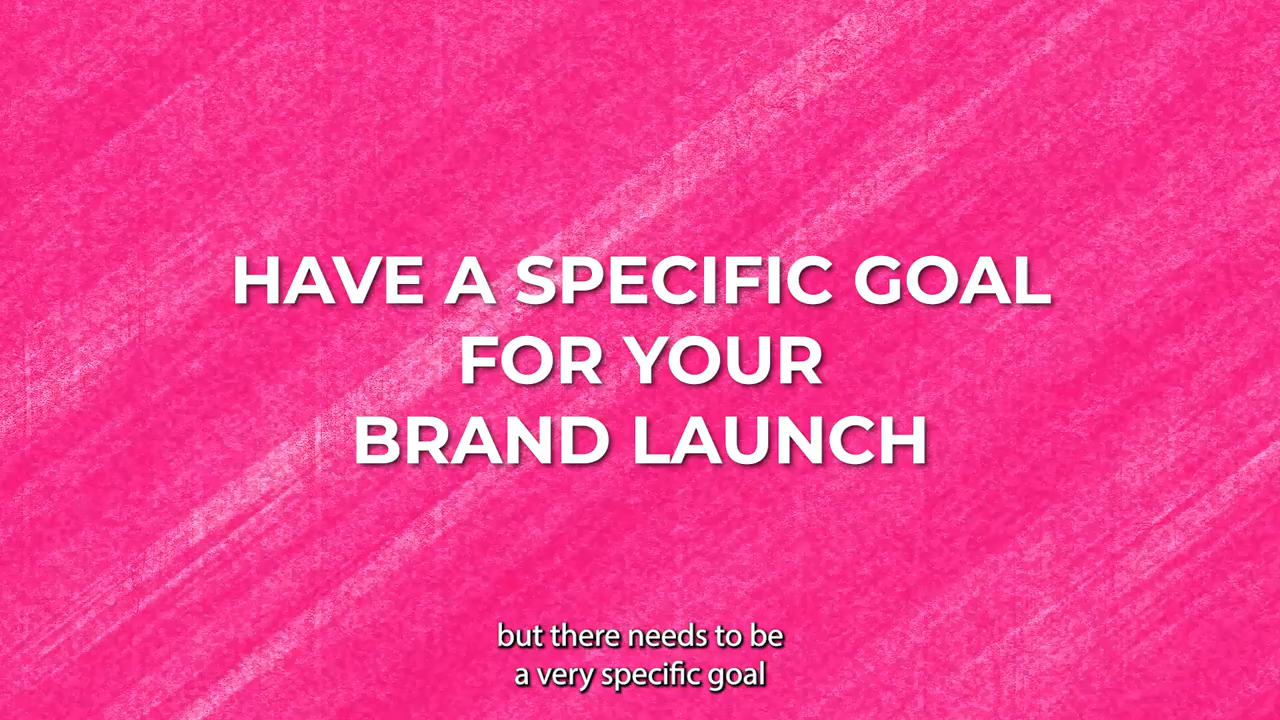 HAVE A SPECIFIC GOAL
FOR YOUR
BRAND LAUNCH
but there needs to be
a very specific goal